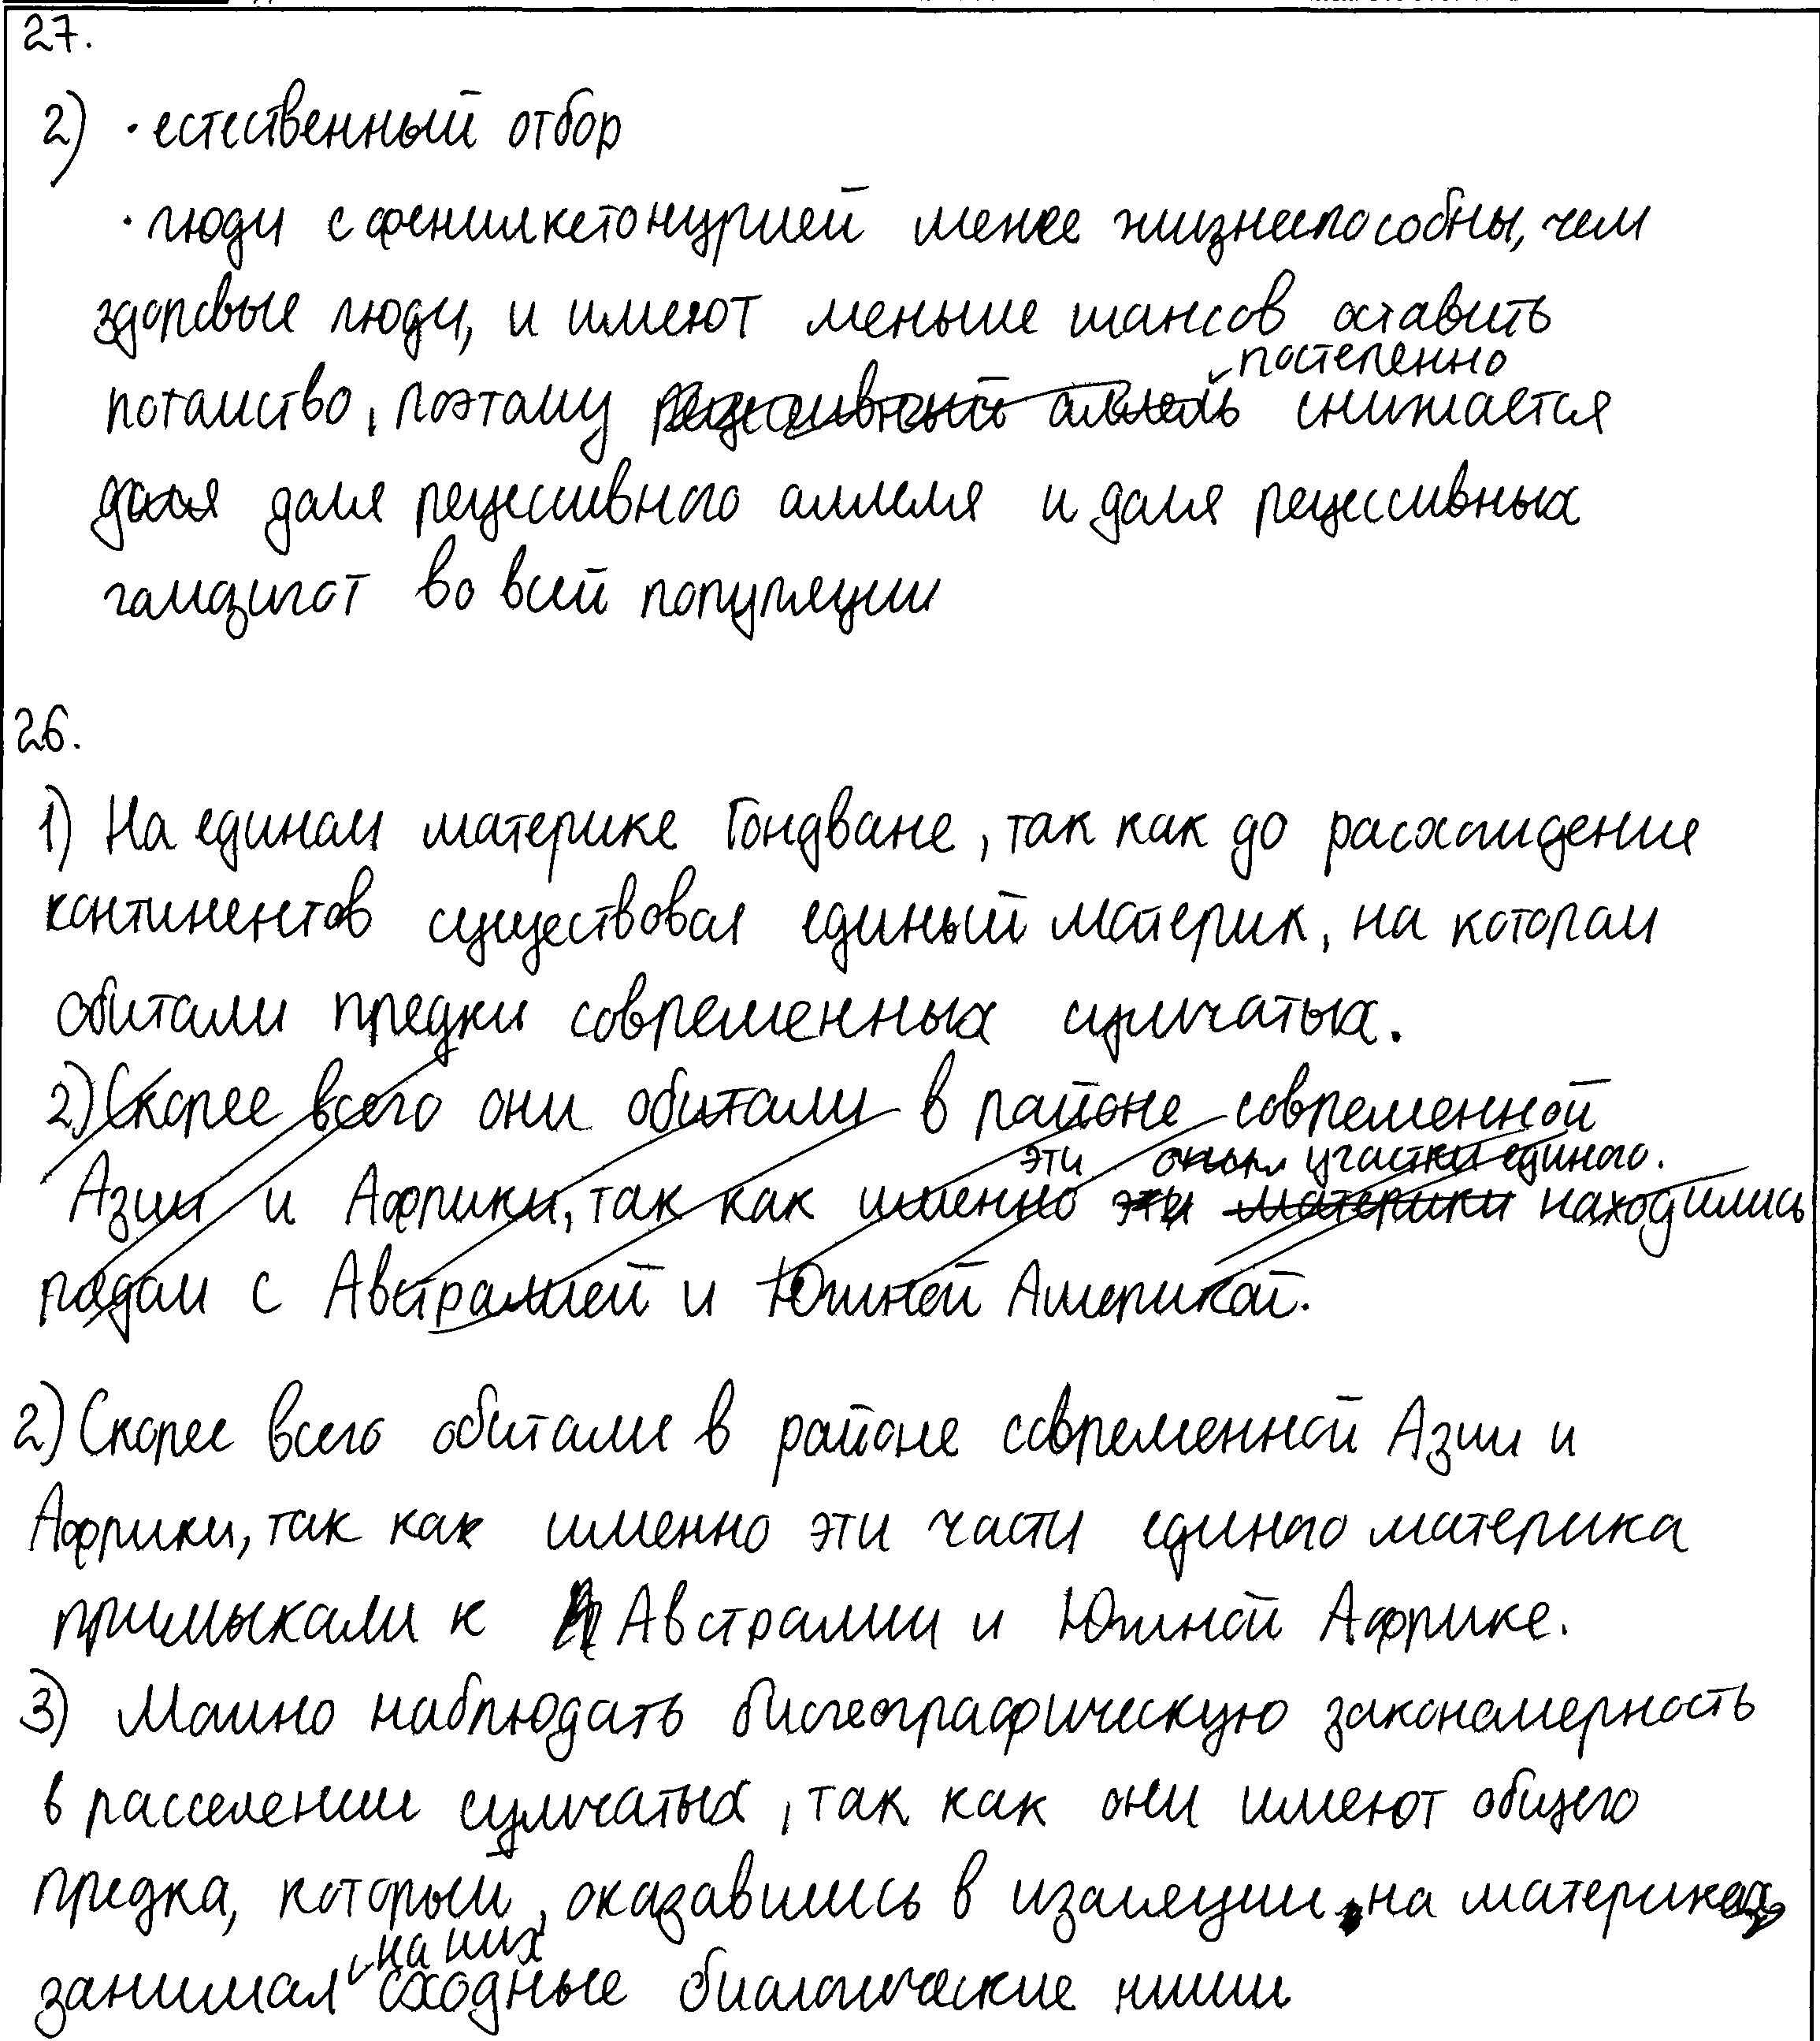 27.
2) · естественный отбор
· люди с фенилкетонурией менее жизнеспособны, чем
здоровые люди, и имеют меньше шансов оставить
постепенно
потомство, поэтому рецессивный аллель снижается
доля доля рецессивного аллеля и доля рецессивных
гомозигот во всей популяции
26.
1) На едином материке Гондване, так как до расхождение
континентов существовал единый материк, на котором
обитали предки современных сумчатых.
2) Скорее всего они обитали в районе современной
эти участки единого.
Азии и Африки, так как именно эти материки находились
рядом с Австралией и Южной Америкой.
2) Скорее всего обитали в районе современной Азии и
Африки, так как именно эти части единого материка
примыкали к Австралии и Южной Африке.
3) Можно наблюдать биогеографическую закономерность
в расселении сумчатых, так как они имеют общего
предка, который, оказавшись в изоляции на материках,
на них
занимал сходные биологические ниши